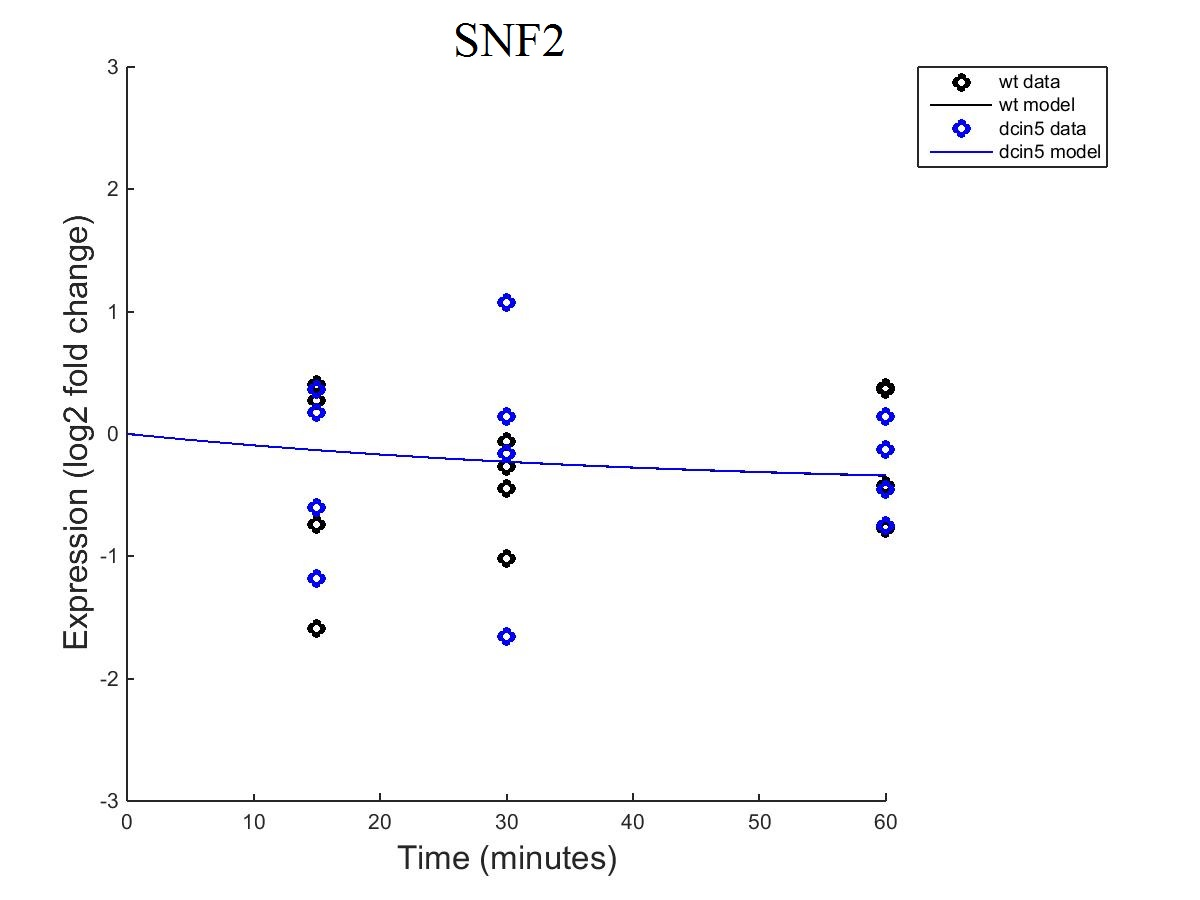 SNF2
wt data
wt model
dcin5 data
dcin5 model
Expression (log2 fold change)
3
2
1
0
-1
-2
-3
0 10 20 30 40 50 60
Time (minutes)